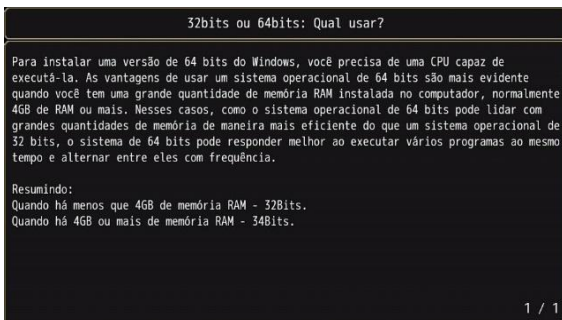 32bits ou 64bits: Qual usar?
Para instalar uma versão de 64 bits do Windows, você precisa de uma CPU capaz de
executá-la. As vantagens de usar um sistema operacional de 64 bits são mais evidente
quando você tem uma grande quantidade de memória RAM instalada no computador, normalmente
4GB de RAM ou mais. Nesses casos, como o sistema operacional de 64 bits pode lidar com
grandes quantidades de memória de maneira mais eficiente do que um sistema operacional de
32 bits, o sistema de 64 bits pode responder melhor ao executar vários programas ao mesmo
tempo e alternar entre eles com frequência.
Resumindo:
Quando há menos que 4GB de memória RAM - 32Bits.
Quando há 4GB ou mais de memória RAM - 34Bits.
1 / 1